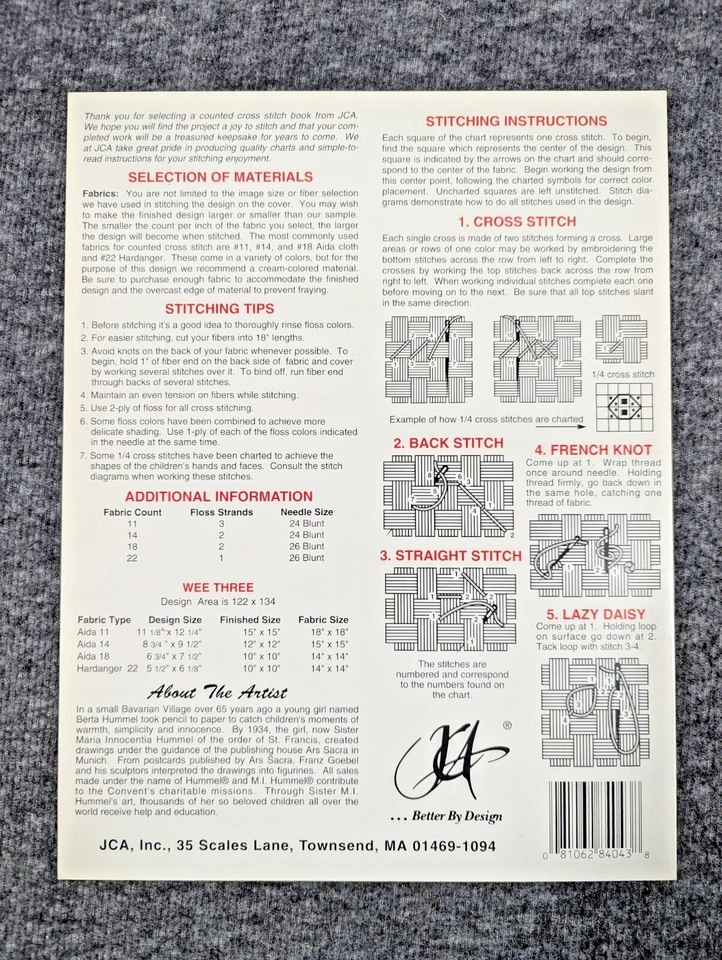 Thank you for selecting a counted cross stitch book from JCA.
We hope you will find the project a joy to stitch and that your com-
pleted work will be a treasured keepsake for years to come. We
at JCA take great pride in producing quality charts and simple-to-
read instructions for your stitching enjoyment.
SELECTION OF MATERIALS
Fabrics: You are not limited to the image size or fiber selection
we have used in stitching the design on the cover. You may wish
to make the finished design larger or smaller than our sample.
The smaller the count per inch of the fabric you select, the larger
the design will become when stitched. The most commonly used
fabrics for counted cross stitch are #11, #14, and #18 Aida cloth
and #22 Hardanger. These come in a variety of colors, but for the
purpose of this design we recommend a cream-colored material.
Be sure to purchase enough fabric to accommodate the finished
design and the overcast edge of material to prevent fraying.
STITCHING TIPS
1. Before stitching it's a good idea to thoroughly rinse floss colors.
2. For easier stitching, cut your fibers into 18" lengths.
3. Avoid knots on the back of your fabric whenever possible. To
begin, hold 1" of fiber end on the back side of fabric and cover
by working several stitches over it. To bind off, run fiber end
through backs of several stitches.
4. Maintain an even tension on fibers while stitching.
5. Use 2-ply of floss for all cross stitching.
6. Some floss colors have been combined to achieve more
delicate shading. Use 1-ply of each of the floss colors indicated
in the needle at the same time.
7. Some 1/4 cross stitches have been charted to achieve the
shapes of the children's hands and faces. Consult the stitch
diagrams when working these stitches.
ADDITIONAL INFORMATION
Fabric Count Floss Strands Needle Size
11 3 24 Blunt
14 2 24 Blunt
18 2 26 Blunt
22 1 26 Blunt
WEE THREE
Design Area is 122 x 134
Fabric Type Design Size Finished Size Fabric Size
Aida 11 11 1/8" x 12 1/4" 15" x 15" 18" x 18"
Aida 14 8 3/4 " x 9 1/2" 12" x 12" 15" x 15"
Aida 18 6 3/4" x 7 1/2" 10" x 10" 14" x 14"
Hardanger 22 5 1/2" x 6 1/8" 10" x 10" 14" x 14"
About The Artist
In a small Bavarian Village over 65 years ago a young girl named
Berta Hummel took pencil to paper to catch children's moments of
warmth, simplicity and innocence. By 1934, the girl, now Sister
Maria Innocentia Hummel of the order of St. Francis, created
drawings under the guidance of the publishing house Ars Sacra in
Munich. From postcards published by Ars Sacra, Franz Goebel
and his sculptors interpreted the drawings into figurines. All sales
made under the name of Hummel® and M.I. Hummel® contribute
to the Convent's charitable missions. Through Sister M.I.
Hummel's art, thousands of her so beloved children all over the
world receive help and education.
STITCHING INSTRUCTIONS
Each square of the chart represents one cross stitch. To begin,
find the square which represents the center of the design. This
square is indicated by the arrows on the chart and should corre-
spond to the center of the fabric. Begin working the design from
this center point, following the charted symbols for correct color
placement. Uncharted squares are left unstitched. Stitch dia-
grams demonstrate how to do all stitches used in the design.
1. CROSS STITCH
Each single cross is made of two stitches forming a cross. Large
areas or rows of one color may be worked by embroidering the
bottom stitches across the row from left to right. Complete the
crosses by working the top stitches back across the row from
right to left. When working individual stitches complete each one
before moving on to the next. Be sure that all top stitches slant
in the same direction.
1/4 cross stitch
Example of how 1/4 cross stitches are charted
2. BACK STITCH
3. STRAIGHT STITCH
The stitches are
numbered and correspond
to the numbers found on
the chart.
4. FRENCH KNOT
Come up at 1. Wrap thread
once around needle. Holding
thread firmly, go back down in
the same hole, catching one
thread of fabric.
5. LAZY DAISY
Come up at 1. Holding loop
on surface go down at 2.
Tack loop with stitch 3-4.
JCA ®
... Better By Design
JCA, Inc., 35 Scales Lane, Townsend, MA 01469-1094
0 81062 84043 8